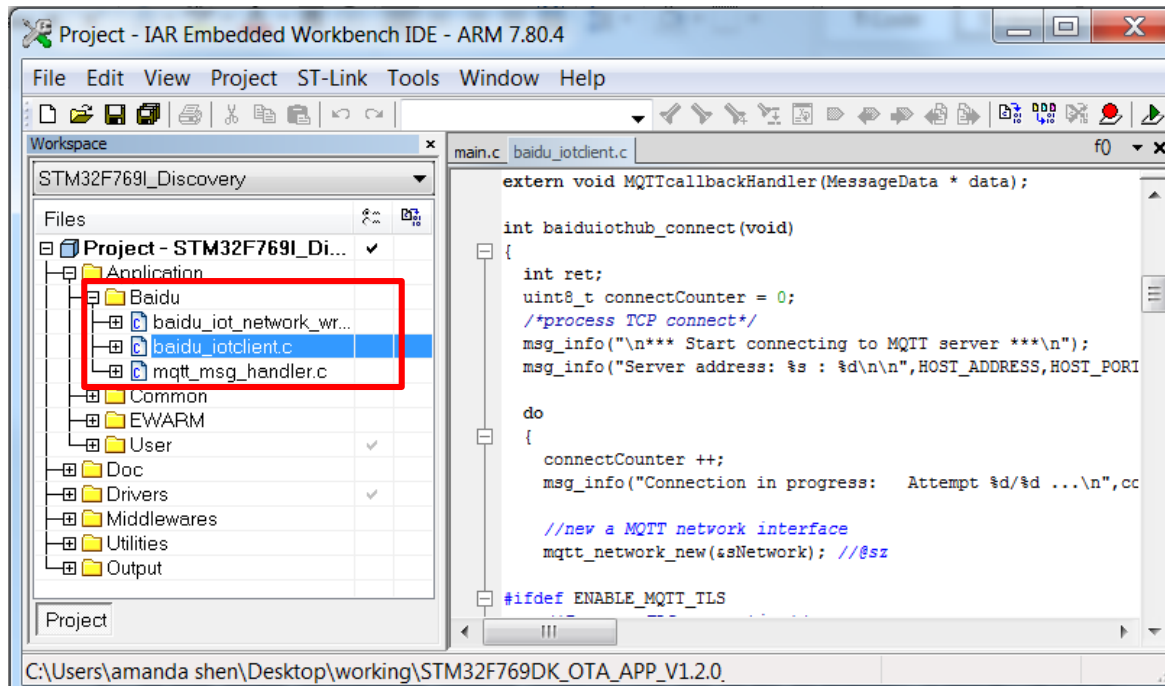 Project - IAR Embedded Workbench IDE - ARM 7.80.4
File Edit View Project ST-Link Tools Window Help
Workspace
STM32F769I_Discovery
Files
Project - STM32F769I_Di...
Application
Baidu
baidu_iot_network_wr...
baidu_iotclient.c
mqtt_msg_handler.c
Common
EWARM
User
Doc
Drivers
Middlewares
Utilities
Output
Project
main.c baidu_iotclient.c f()
extern void MQTTcallbackHandler(MessageData * data);
int baiduiothub_connect(void)
{
int ret;
uint8_t connectCounter = 0;
/*process TCP connect*/
msg_info("\n*** Start connecting to MQTT server ***\n");
msg_info("Server address: %s : %d\n\n",HOST_ADDRESS,HOST_PORT
do
{
connectCounter ++;
msg_info("Connection in progress: Attempt %d/%d ...\n",cc
//new a MQTT network interface
mqtt_network_new(&sNetwork); //@sz
#ifdef ENABLE_MQTT_TLS
C:\Users\amanda shen\Desktop\working\STM32F769DK_OTA_APP_V1.2.0_